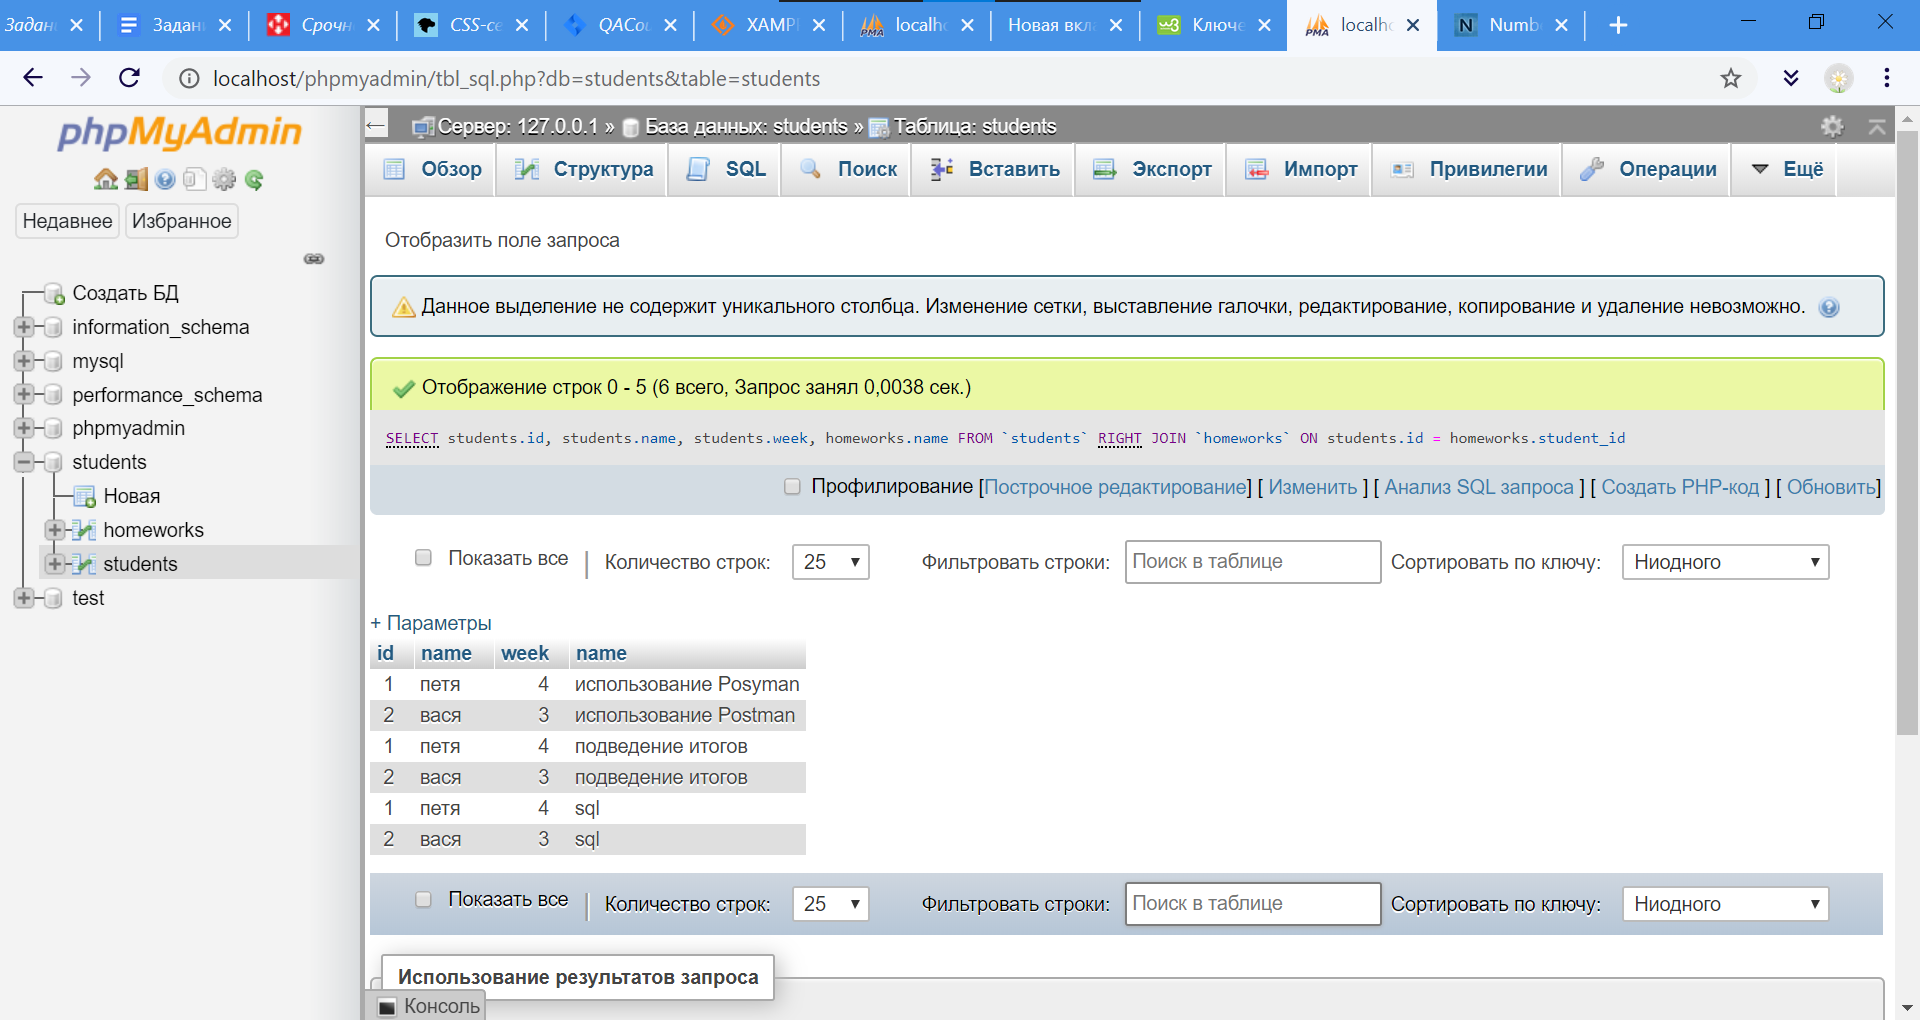 Задан
Задани
Срочн
CSS-се
QACou
XAMPI
localho
Новая вкл
Ключе
localho
Numb
localhost/phpmyadmin/tbl_sql.php?db=students&table=students
phpMyAdmin
Недавнее
Избранное
Создать БД
information_schema
mysql
performance_schema
phpmyadmin
students
Новая
homeworks
students
test
Сервер: 127.0.0.1 » База данных: students » Таблица: students
Обзор Структура SQL Поиск Вставить Экспорт Импорт Привилегии Операции Ещё
Отобразить поле запроса
Данное выделение не содержит уникального столбца. Изменение сетки, выставление галочки, редактирование, копирование и удаление невозможно.
Отображение строк 0 - 5 (6 всего, Запрос занял 0,0038 сек.)
SELECT students.id, students.name, students.week, homeworks.name FROM `students` RIGHT JOIN `homeworks` ON students.id = homeworks.student_id
Профилирование [Построчное редактирование] [ Изменить ] [ Анализ SQL запроса ] [ Создать PHP-код ] [ Обновить]
Показать все | Количество строк: 25 Фильтровать строки: Поиск в таблице Сортировать по ключу: Ниодного
+ Параметры
id name week name
1 петя 4 использование Posyman
2 вася 3 использование Postman
1 петя 4 подведение итогов
2 вася 3 подведение итогов
1 петя 4 sql
2 вася 3 sql
Показать все | Количество строк: 25 Фильтровать строки: Поиск в таблице Сортировать по ключу: Ниодного
Использование результатов запроса
Консоль